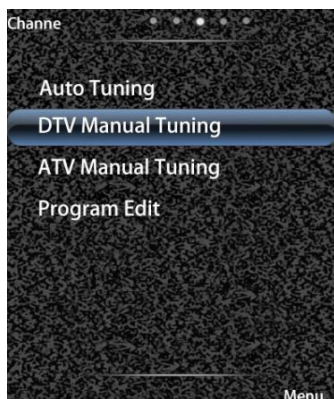 Channe
Auto Tuning
DTV Manual Tuning
ATV Manual Tuning
Program Edit
Menu